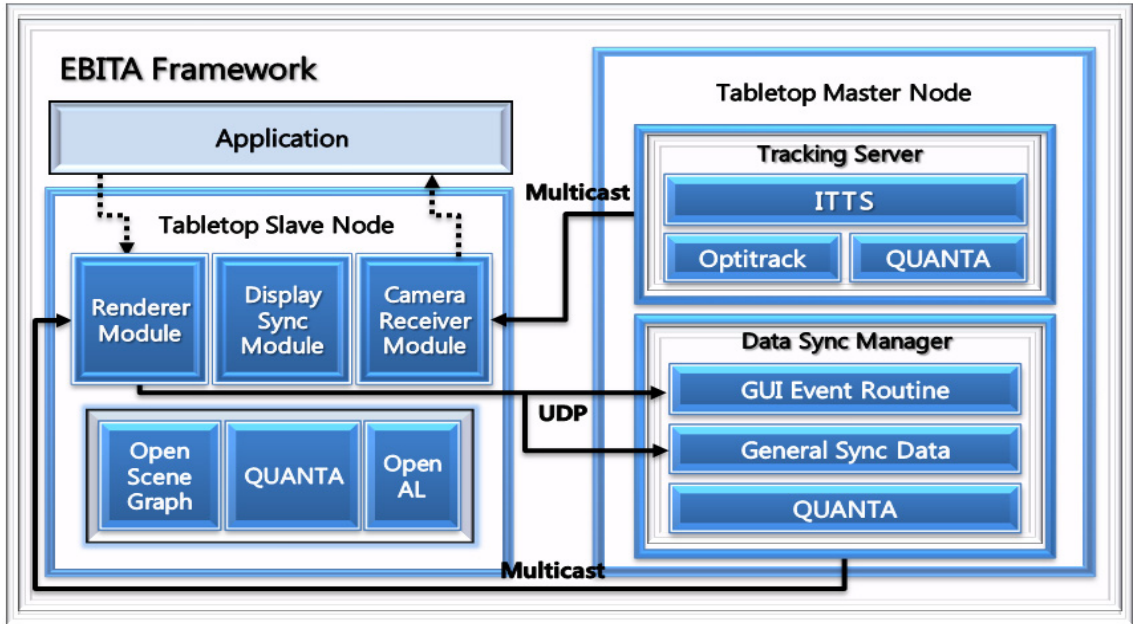 EBITA Framework
Application
Tabletop Slave Node
Renderer
Module
Display
Sync
Module
Camera
Receiver
Module
Open
Scene
Graph
QUANTA
Open
AL
Multicast
UDP
Multicast
Tabletop Master Node
Tracking Server
ITTS
Optitrack
QUANTA
Data Sync Manager
GUI Event Routine
General Sync Data
QUANTA